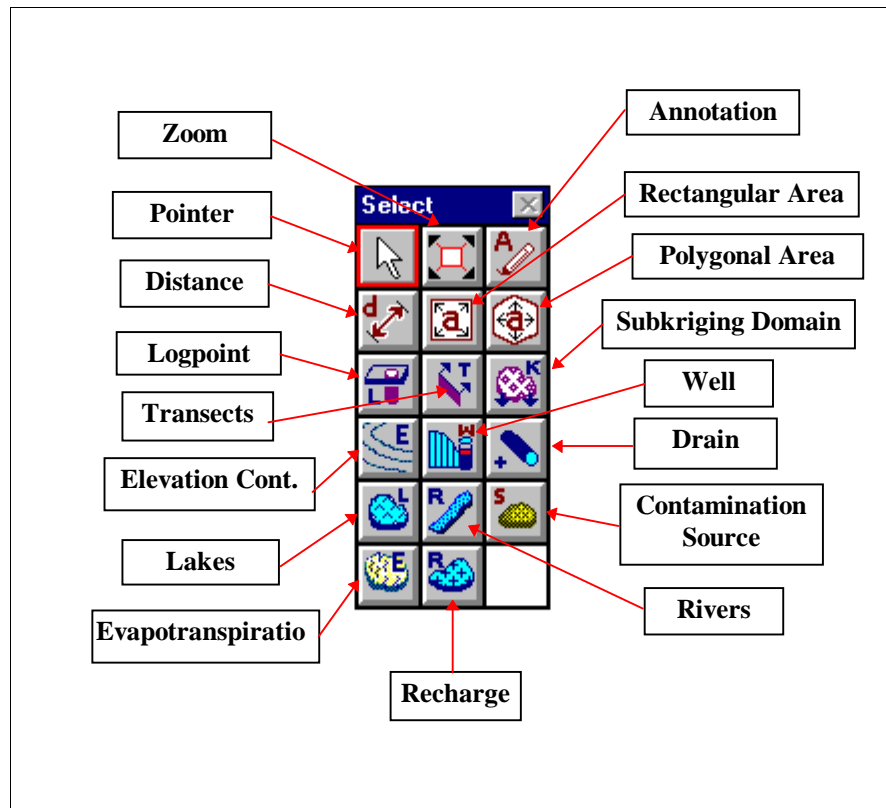 Annotation
Zoom
Rectangular Area
Select
Pointer
A
Polygonal Area
Distance
d
a
a
Subkriging Domain
Logpoint
L
T
K
Well
Transects
Drain
E
W
Elevation Cont.
L
R
S
Contamination
Source
Lakes
E
R
Rivers
Evapotranspiratio
Recharge